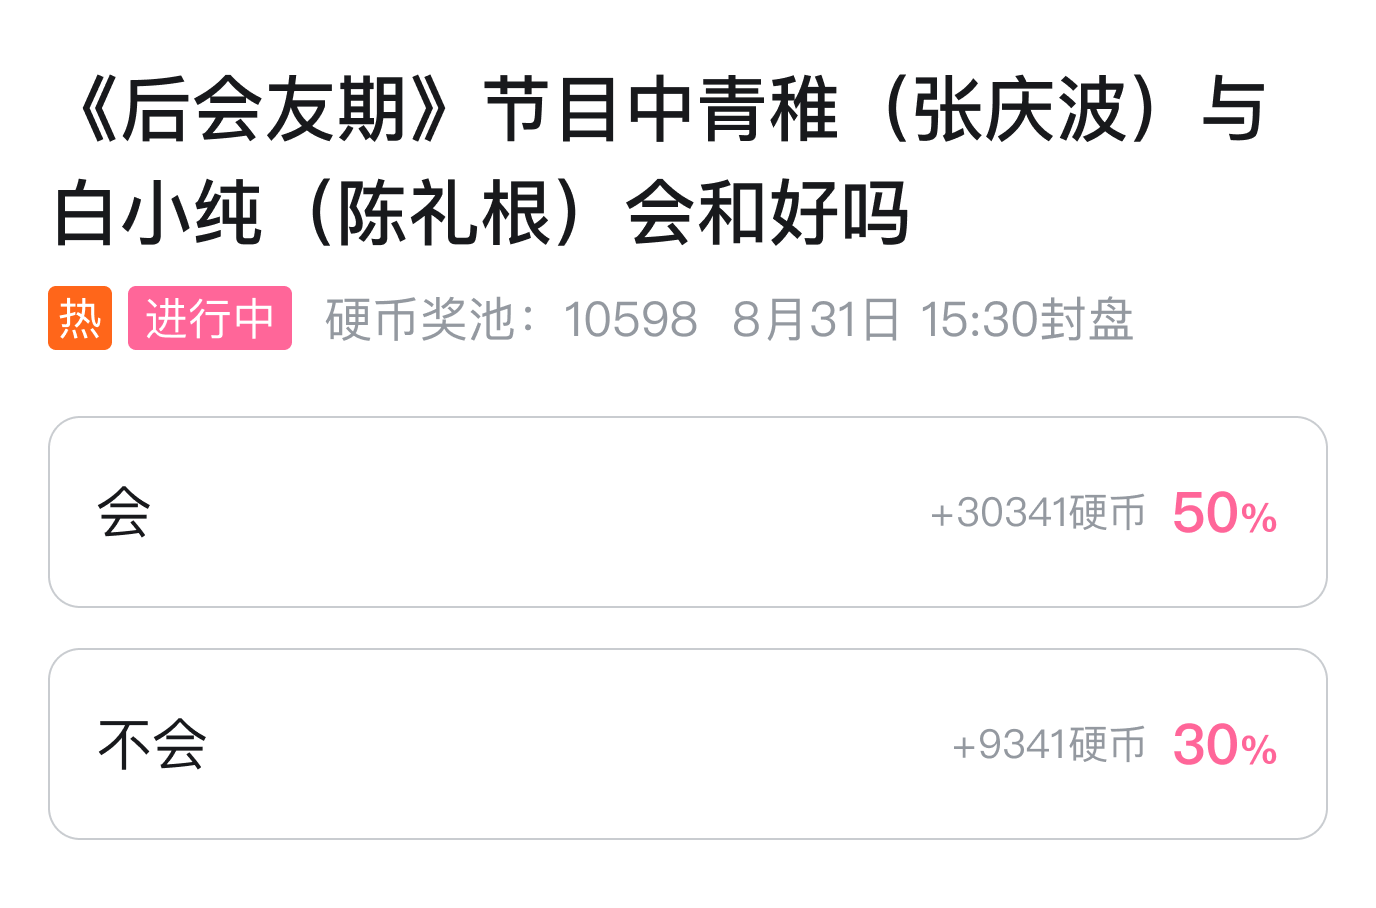 《后会友期》节目中青稚（张庆波）与
白小纯（陈礼根）会和好吗
热 进行中 硬币奖池：10598 8月31日 15:30封盘
会 +30341硬币 50%
不会 +9341硬币 30%